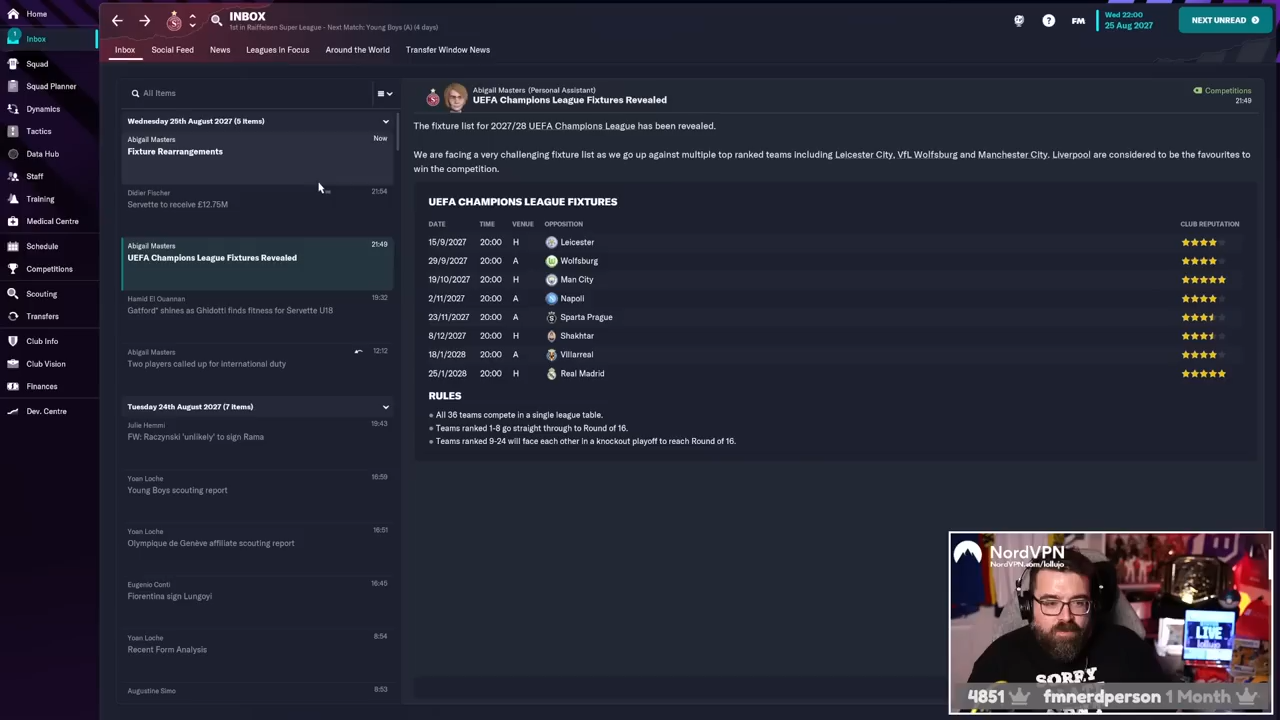 Home
Inbox
1
Squad
Squad Planner
Dynamics
Tactics
Data Hub
Staff
Training
Medical Centre
Schedule
Competitions
Scouting
Transfers
Club Info
Club Vision
Finances
Dev. Centre
INBOX
1st in Raiffeisen Super League - Next Match: Young Boys (A) (4 days)
FM
Wed 22:00
25 Aug 2027
NEXT UNREAD
Inbox Social Feed News Leagues In Focus Around the World Transfer Window News
All Items
Wednesday 25th August 2027 (5 items)
Abigail Masters Now
Fixture Rearrangements
Didier Fischer 21:54
Servette to receive £12.75M
Abigail Masters 21:49
UEFA Champions League Fixtures Revealed
Hamid El Ouannan 19:32
Gatford' shines as Ghidotti finds fitness for Servette U18
Abigail Masters 12:12
Two players called up for international duty
Tuesday 24th August 2027 (7 items)
Julie Hemmi 19:43
FW: Raczynski 'unlikely' to sign Rama
Yoan Loche 16:59
Young Boys scouting report
Yoan Loche 16:51
Olympique de Genève affiliate scouting report
Eugenio Conti 16:45
Fiorentina sign Lungoyi
Yoan Loche 8:54
Recent Form Analysis
Augustine Simo 8:53
Abigail Masters (Personal Assistant)
UEFA Champions League Fixtures Revealed
Competitions
21:49
The fixture list for 2027/28 UEFA Champions League has been revealed.
We are facing a very challenging fixture list as we go up against multiple top ranked teams including Leicester City, VfL Wolfsburg and Manchester City. Liverpool are considered to be the favourites to
win the competition.
UEFA CHAMPIONS LEAGUE FIXTURES
DATE TIME VENUE OPPOSITION CLUB REPUTATION
15/9/2027 20:00 H Leicester
29/9/2027 20:00 A Wolfsburg
19/10/2027 20:00 H Man City
2/11/2027 20:00 A Napoli
23/11/2027 20:00 A Sparta Prague
8/12/2027 20:00 H Shakhtar
18/1/2028 20:00 A Villarreal
25/1/2028 20:00 H Real Madrid
RULES
All 36 teams compete in a single league table.
Teams ranked 1-8 go straight through to Round of 16.
Teams ranked 9-24 will face each other in a knockout playoff to reach Round of 16.
NordVPN
NordVPN.com/lollujo
LIVE
lollujo
SORRY
4851 fmnerdperson 1 Month